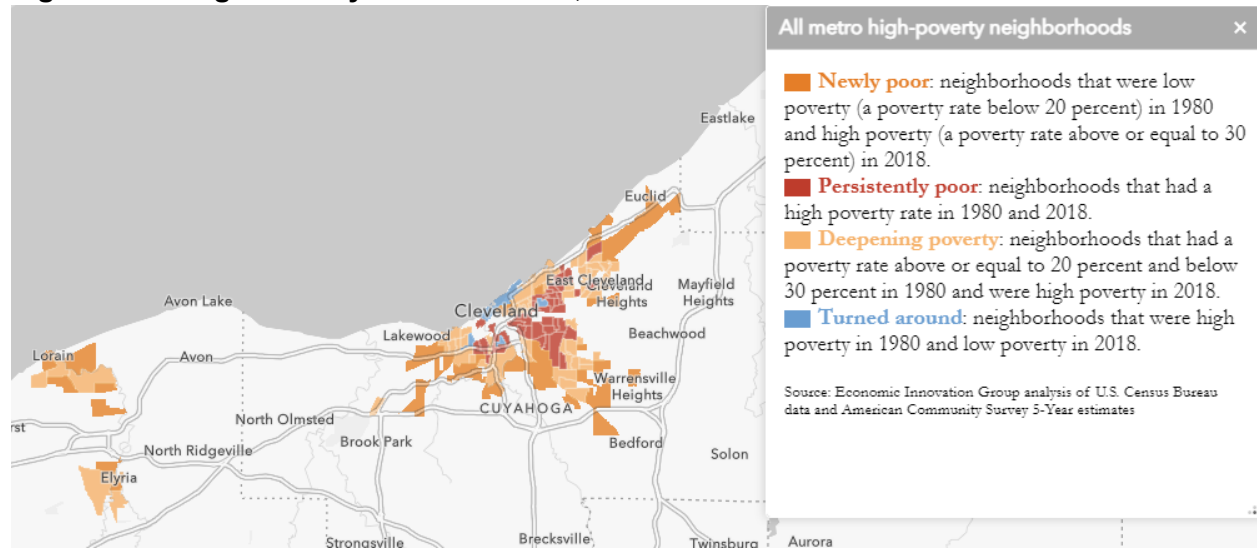 All metro high-poverty neighborhoods ×
Newly poor: neighborhoods that were low
poverty (a poverty rate below 20 percent) in 1980
and high poverty (a poverty rate above or equal to 30
percent) in 2018.
Persistently poor: neighborhoods that had a
high poverty rate in 1980 and 2018.
Deepening poverty: neighborhoods that had a
poverty rate above or equal to 20 percent and below
30 percent in 1980 and were high poverty in 2018.
Turned around: neighborhoods that were high
poverty in 1980 and low poverty in 2018.
Source: Economic Innovation Group analysis of U.S. Census Bureau
data and American Community Survey 5-Year estimates
Eastlake
Euclid
East Cleveland
Cleveland
Heights
Mayfield
Heights
Avon Lake
Cleveland
Lakewood
Beachwood
Lorain
Avon
Warrensville
Heights
CUYAHOGA
North Olmsted
Brook Park
Bedford
North Ridgeville
Solon
Elyria
Strongsville
Brecksville
Twinsburg
Aurora